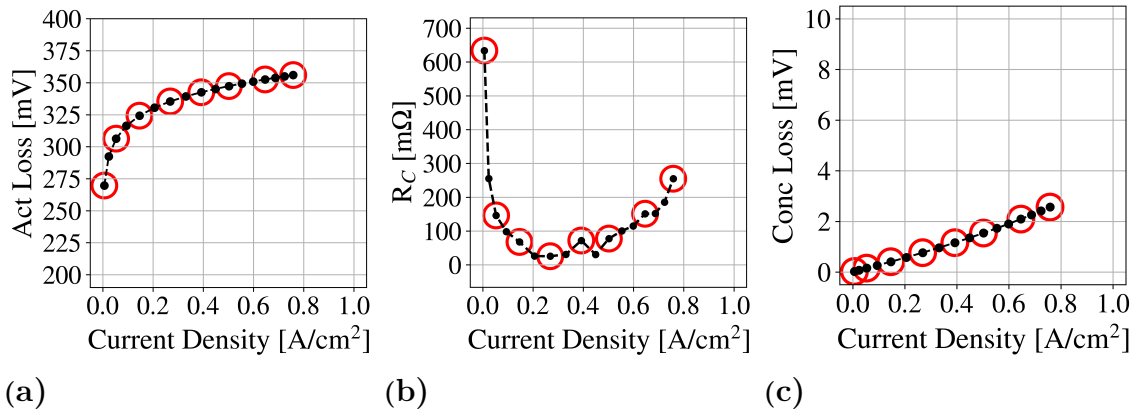 400
375
350
325
300
275
250
225
200
Act Loss [mV]
0.0 0.2 0.4 0.6 0.8 1.0
Current Density [A/cm²]
(a)
700
600
500
400
300
200
100
0
R_C [mΩ]
0.0 0.2 0.4 0.6 0.8 1.0
Current Density [A/cm²]
(b)
10
8
6
4
2
0
Conc Loss [mV]
0.0 0.2 0.4 0.6 0.8 1.0
Current Density [A/cm²]
(c)